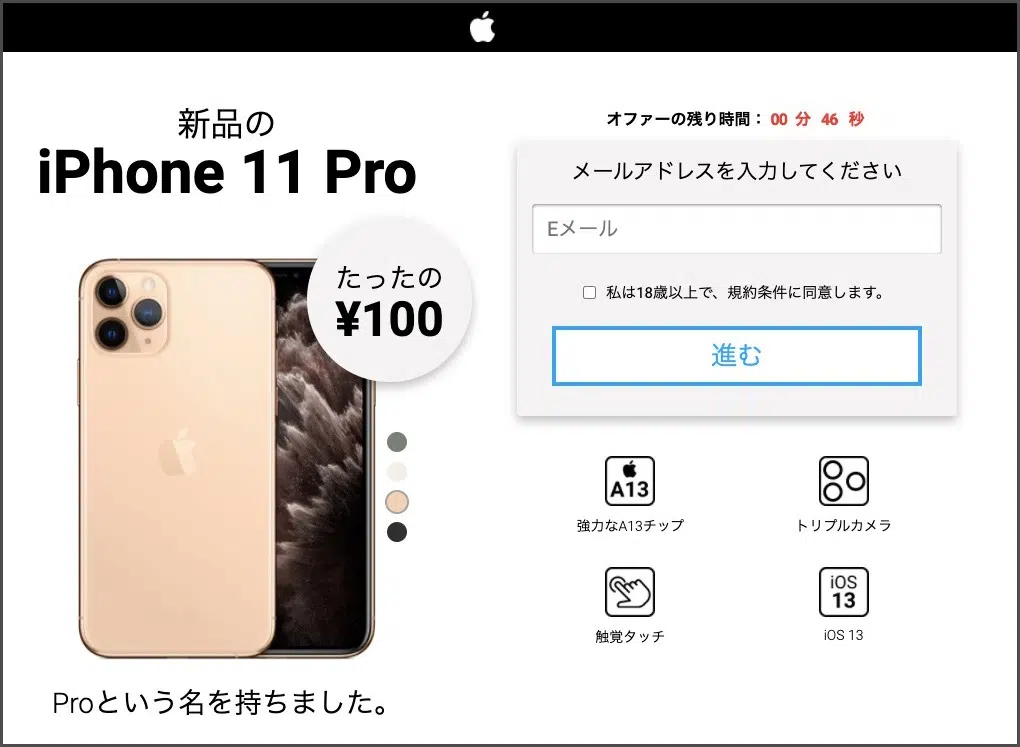 新品の
iPhone 11 Pro
たったの
¥100
Proという名を持ちました。
オファーの残り時間： 00 分 46 秒
メールアドレスを入力してください
Eメール
私は18歳以上で、規約条件に同意します。
進む
A13
強力なA13チップ
トリプルカメラ
触覚タッチ
iOS
13
iOS 13